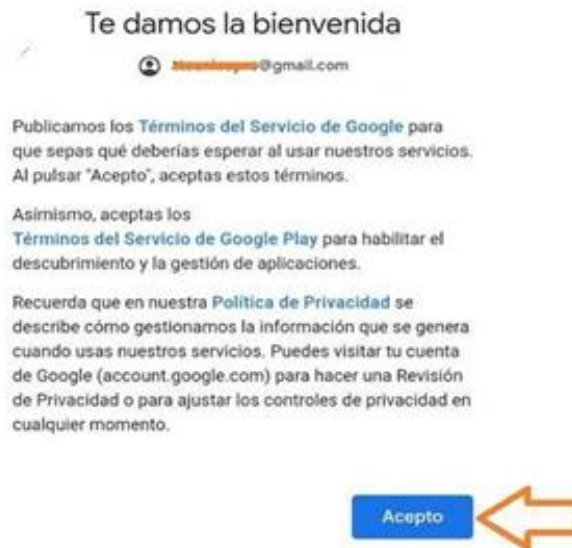 Te damos la bienvenida
@gmail.com
Publicamos los Términos del Servicio de Google para
que sepas qué deberías esperar al usar nuestros servicios.
Al pulsar "Acepto", aceptas estos términos.
Asimismo, aceptas los
Términos del Servicio de Google Play para habilitar el
descubrimiento y la gestión de aplicaciones.
Recuerda que en nuestra Política de Privacidad se
describe cómo gestionamos la información que se genera
cuando usas nuestros servicios. Puedes visitar tu cuenta
de Google (account.google.com) para hacer una Revisión
de Privacidad o para ajustar los controles de privacidad en
cualquier momento.
Acepto